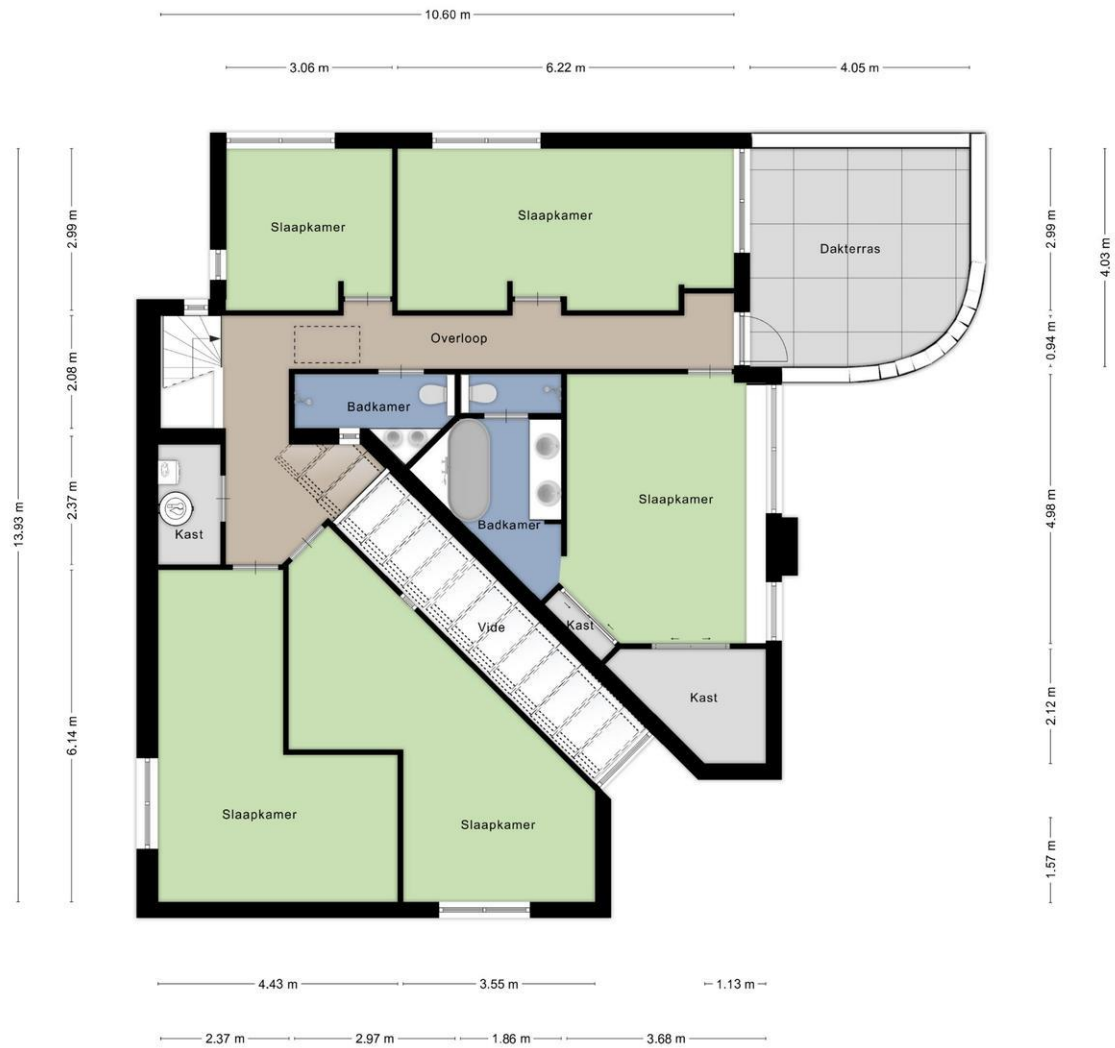 10.60 m
3.06 m
6.22 m
4.05 m
13.93 m
2.99 m
2.08 m
2.37 m
6.14 m
2.99 m
0.94 m
4.98 m
2.12 m
1.57 m
4.03 m
Slaapkamer
Slaapkamer
Dakterras
Overloop
Badkamer
Slaapkamer
Badkamer
Kast
Vide
Kast
Kast
Slaapkamer
Slaapkamer
4.43 m
3.55 m
1.13 m
2.37 m
2.97 m
1.86 m
3.68 m